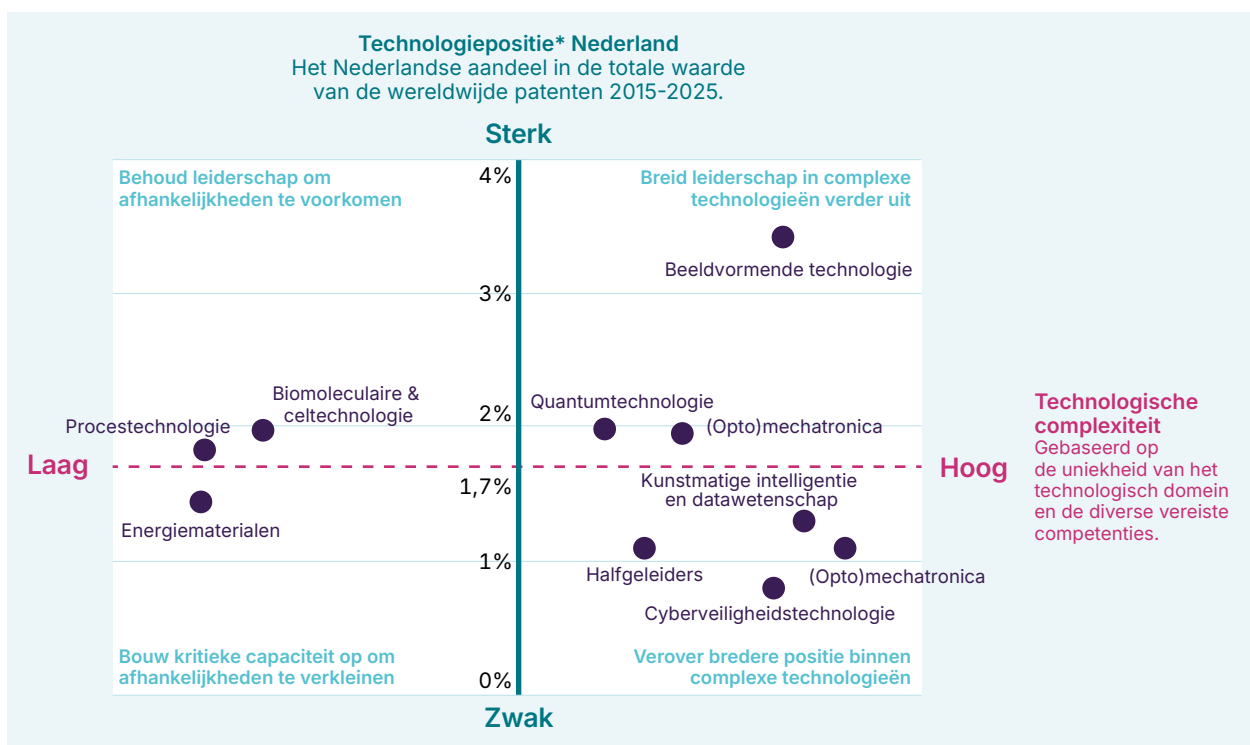 Technologiepositie* Nederland
Het Nederlandse aandeel in de totale waarde
van de wereldwijde patenten 2015-2025.
Sterk
Behoud leiderschap om
afhankelijkheden te voorkomen
4%
Breid leiderschap in complexe
technologieën verder uit
Beeldvormende technologie
3%
Biomoleculaire &
celtechnologie
Procestechnologie
2%
Quantumtechnologie
(Opto)mechatronica
Laag
Hoog
Technologische
complexiteit
Gebaseerd op
de uniekheid van het
technologisch domein
en de diverse vereiste
competenties.
1,7%
Kunstmatige intelligentie
en datawetenschap
Energiematerialen
1%
Halfgeleiders
(Opto)mechatronica
Cyberveiligheidstechnologie
Bouw kritieke capaciteit op om
afhankelijkheden te verkleinen
0%
Verover bredere positie binnen
complexe technologieën
Zwak